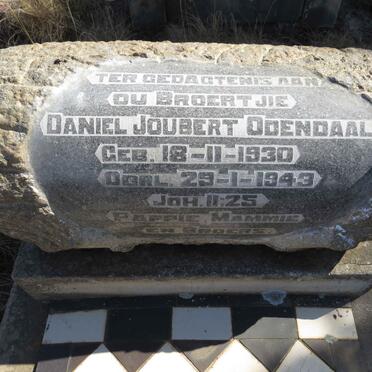 TER GEDAGTENIS AAN
OU BROERTJIE
DANIEL JOUBERT ODENDAAL
GEB. 18-11-1930
OORL. 29-1-1943
JOH. 11:25
PAPPIE MAMMIE
EN BROERS